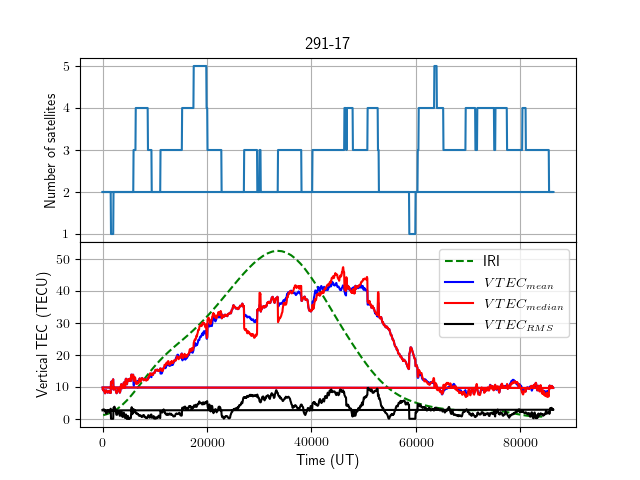 291-17
Number of satellites
5
4
3
2
1
Vertical TEC (TECU)
50
40
30
20
10
0
IRI
VTEC_mean
VTEC_median
VTEC_RMS
0 20000 40000 60000 80000
Time (UT)